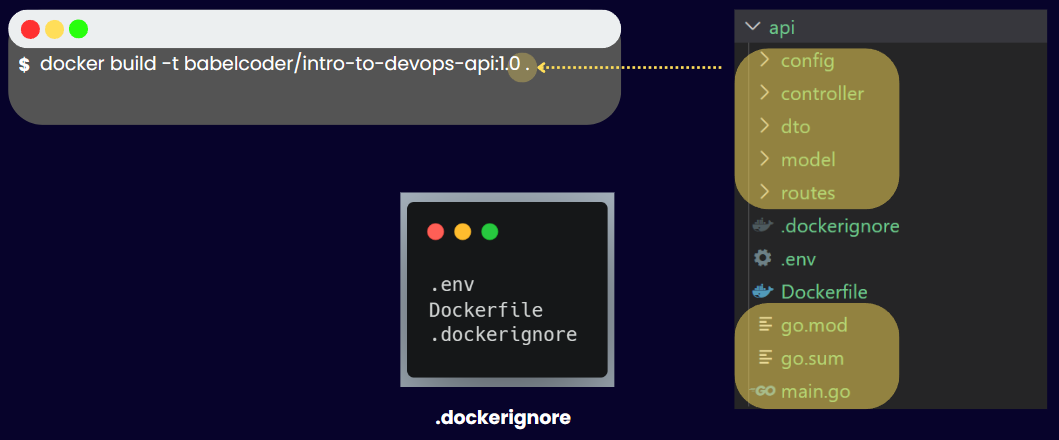 $ docker build -t babelcoder/intro-to-devops-api:1.0 .
.env
Dockerfile
.dockerignore
.dockerignore
api
config
controller
dto
model
routes
.dockerignore
.env
Dockerfile
go.mod
go.sum
GO main.go